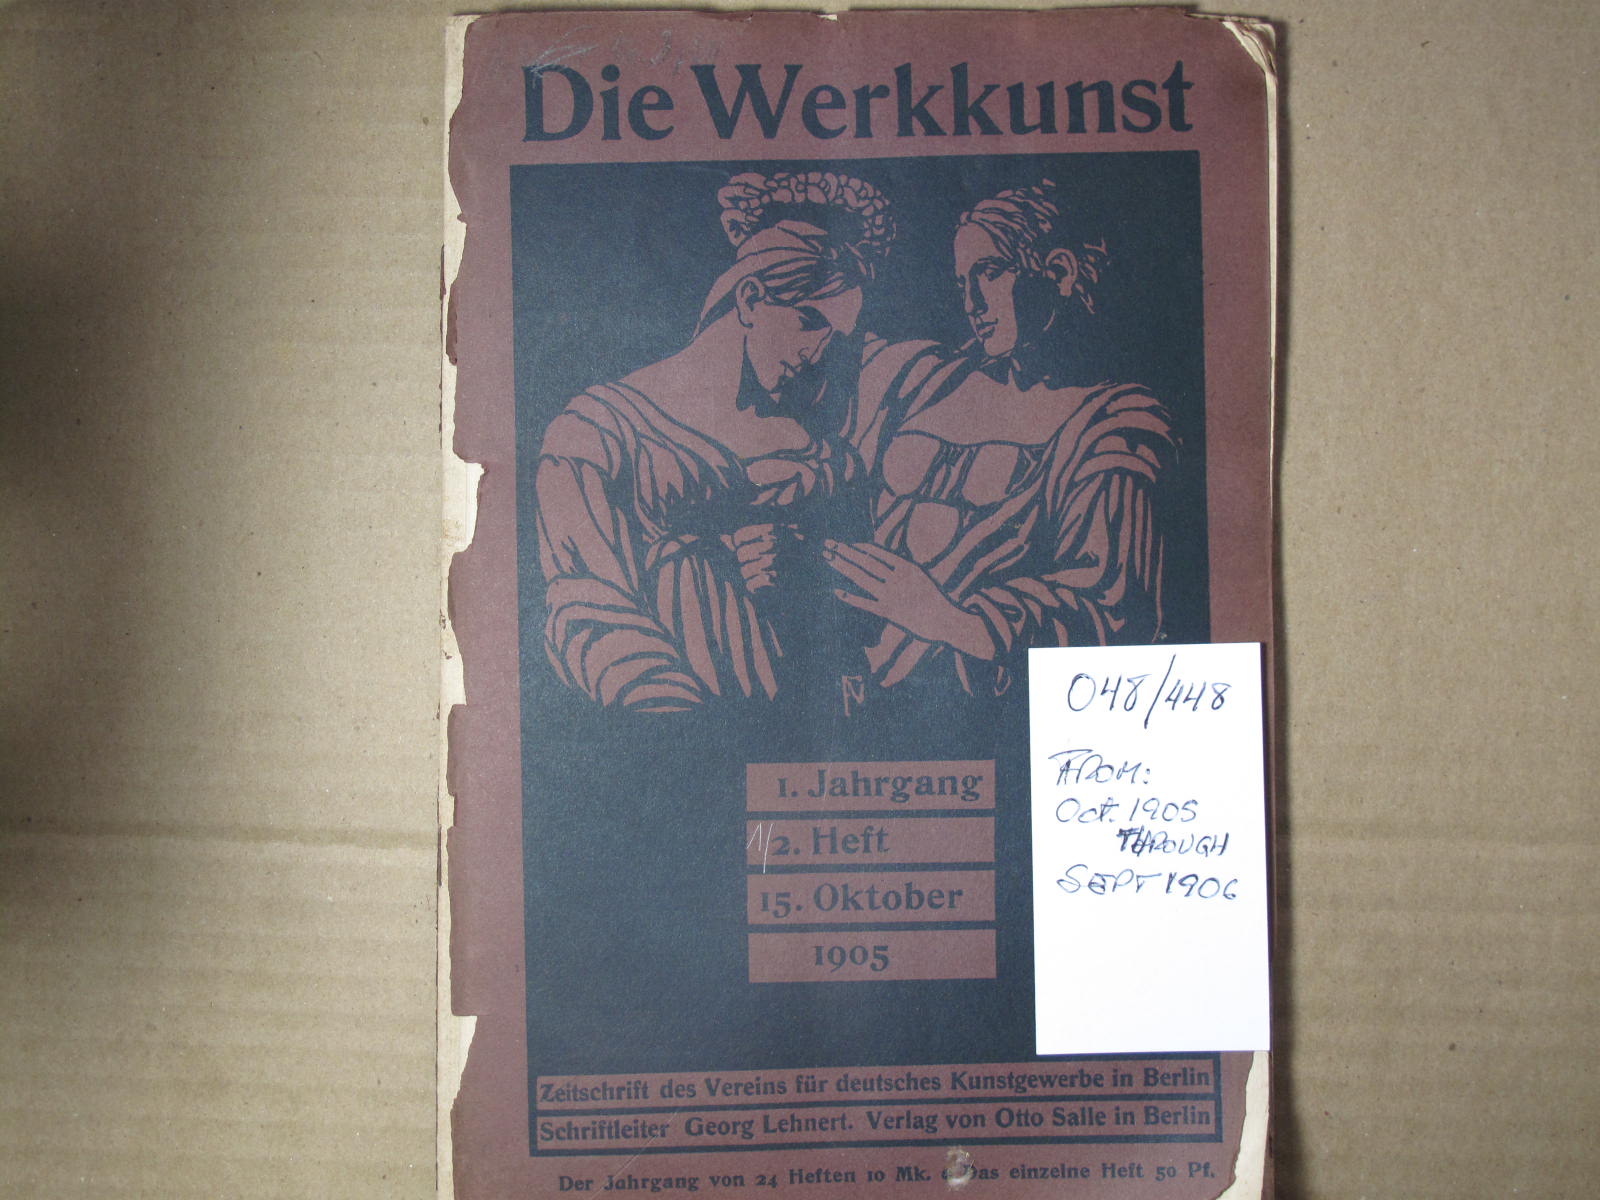 Die Werkkunst
1. Jahrgang
1/2. Heft
15. Oktober
1905
048/448
FROM:
Oct. 1905
THROUGH
SEPT 1906
Zeitschrift des Vereins für deutsches Kunstgewerbe in Berlin
Schriftleiter Georg Lehnert. Verlag von Otto Salle in Berlin
Der Jahrgang von 24 Heften 10 Mk. Das einzelne Heft 50 Pf.